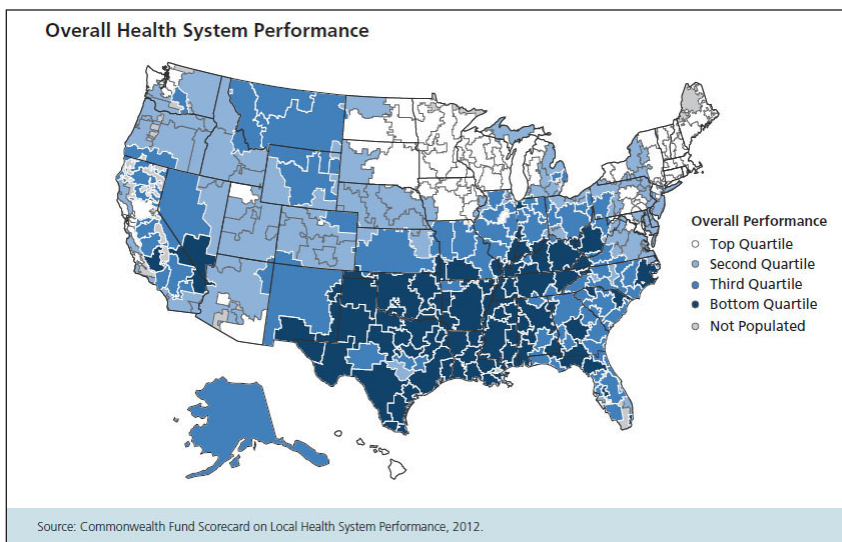 Overall Health System Performance
Overall Performance
Top Quartile
Second Quartile
Third Quartile
Bottom Quartile
Not Populated
Source: Commonwealth Fund Scorecard on Local Health System Performance, 2012.